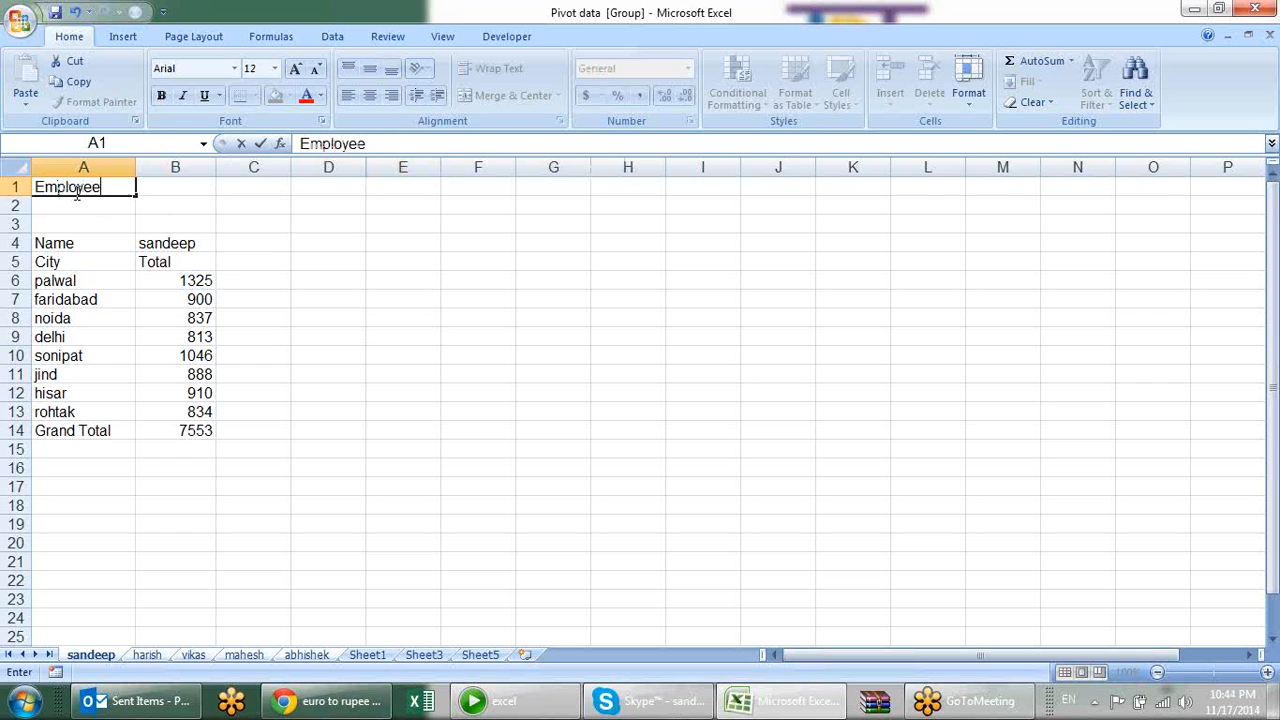 Pivot data [Group] - Microsoft Excel
Home Insert Page Layout Formulas Data Review View Developer
Paste
Cut
Copy
Format Painter
Clipboard
Arial 12
B I U A
Font
Wrap Text
Merge & Center
Alignment
General
$ % ,
Number
Conditional Formatting
Format as Table
Cell Styles
Styles
Insert Delete Format
Cells
Σ AutoSum
Fill
Clear
Sort & Filter
Find & Select
Editing
A1 fx Employee
A B C D E F G H I J K L M N O P
1 Employee
2
3
4 Name sandeep
5 City Total
6 palwal 1325
7 faridabad 900
8 noida 837
9 delhi 813
10 sonipat 1046
11 jind 888
12 hisar 910
13 rohtak 834
14 Grand Total 7553
15
16
17
18
19
20
21
22
23
24
25
sandeep harish vikas mahesh abhishek Sheet1 Sheet3 Sheet5
Enter 100%
Sent Items - P... euro to rupee ... excel Skype™ - sand... Microsoft Exce... GoToMeeting EN 10:44 PM
11/17/2014